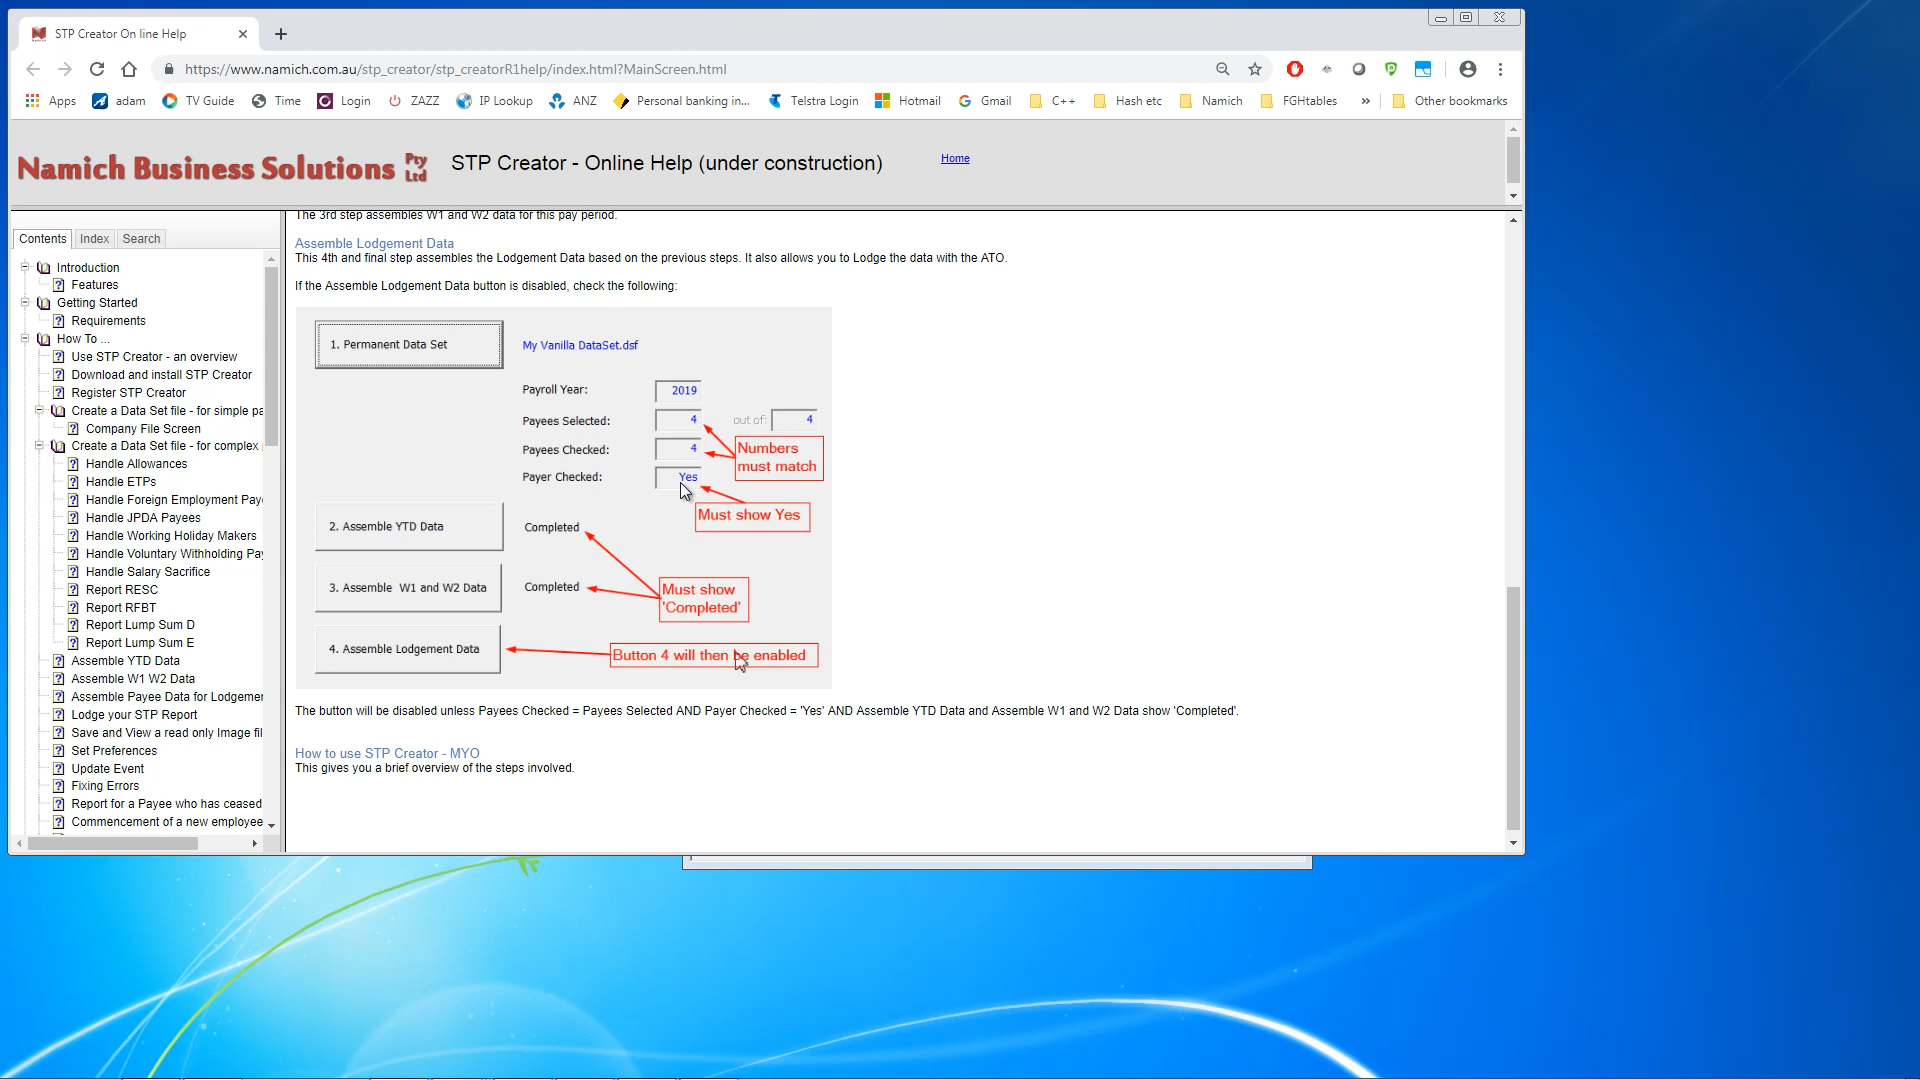 STP Creator On line Help
https://www.namich.com.au/stp_creator/stp_creatorR1help/index.html?MainScreen.html
Apps
adam
TV Guide
Time
Login
ZAZZ
IP Lookup
ANZ
Personal banking in...
Telstra Login
Hotmail
Gmail
C++
Hash etc
Namich
FGHtables
»
Other bookmarks
Namich Business Solutions Pty Ltd
STP Creator - Online Help (under construction)
Home
Contents
Index
Search
Introduction
Features
Getting Started
Requirements
How To ...
Use STP Creator - an overview
Download and install STP Creator
Register STP Creator
Create a Data Set file - for simple pa
Company File Screen
Create a Data Set file - for complex
Handle Allowances
Handle ETPs
Handle Foreign Employment Pay
Handle JPDA Payees
Handle Working Holiday Makers
Handle Voluntary Withholding Pay
Handle Salary Sacrifice
Report RESC
Report RFBT
Report Lump Sum D
Report Lump Sum E
Assemble YTD Data
Assemble W1 W2 Data
Assemble Payee Data for Lodgemen
Lodge your STP Report
Save and View a read only Image fil
Set Preferences
Update Event
Fixing Errors
Report for a Payee who has ceased
Commencement of a new employee
The 3rd step assembles W1 and W2 data for this pay period.
Assemble Lodgement Data
This 4th and final step assembles the Lodgement Data based on the previous steps. It also allows you to Lodge the data with the ATO.
If the Assemble Lodgement Data button is disabled, check the following:
1. Permanent Data Set
My Vanilla DataSet.dsf
Payroll Year: 2019
Payees Selected: 4 out of: 4
Payees Checked: 4
Numbers
must match
Payer Checked: Yes
Must show Yes
2. Assemble YTD Data
Completed
3. Assemble W1 and W2 Data
Completed
Must show
'Completed'
4. Assemble Lodgement Data
Button 4 will then be enabled
The button will be disabled unless Payees Checked = Payees Selected AND Payer Checked = 'Yes' AND Assemble YTD Data and Assemble W1 and W2 Data show 'Completed'.
How to use STP Creator - MYO
This gives you a brief overview of the steps involved.